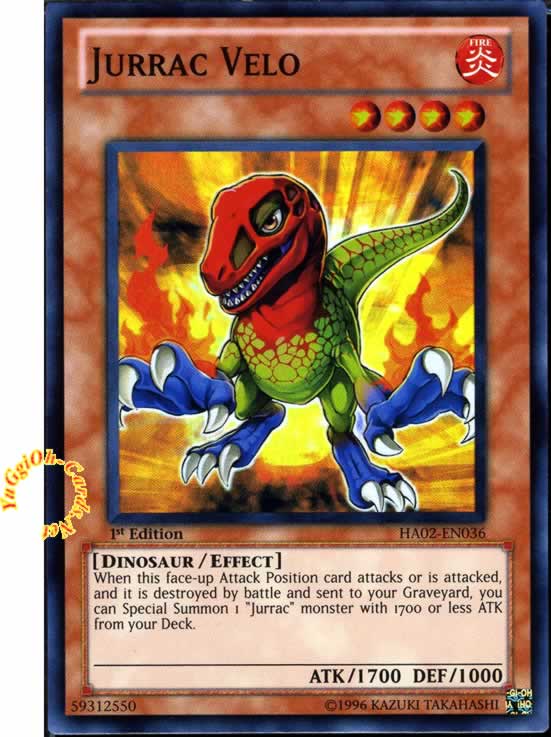 JURRAC VELO
FIRE
炎
YuGgiOh-Cards.Net
1st Edition
HA02-EN036
[DINOSAUR / EFFECT]
When this face-up Attack Position card attacks or is attacked,
and it is destroyed by battle and sent to your Graveyard, you
can Special Summon 1 "Jurrac" monster with 1700 or less ATK
from your Deck.
ATK/1700 DEF/1000
59312550
©1996 KAZUKI TAKAHASHI